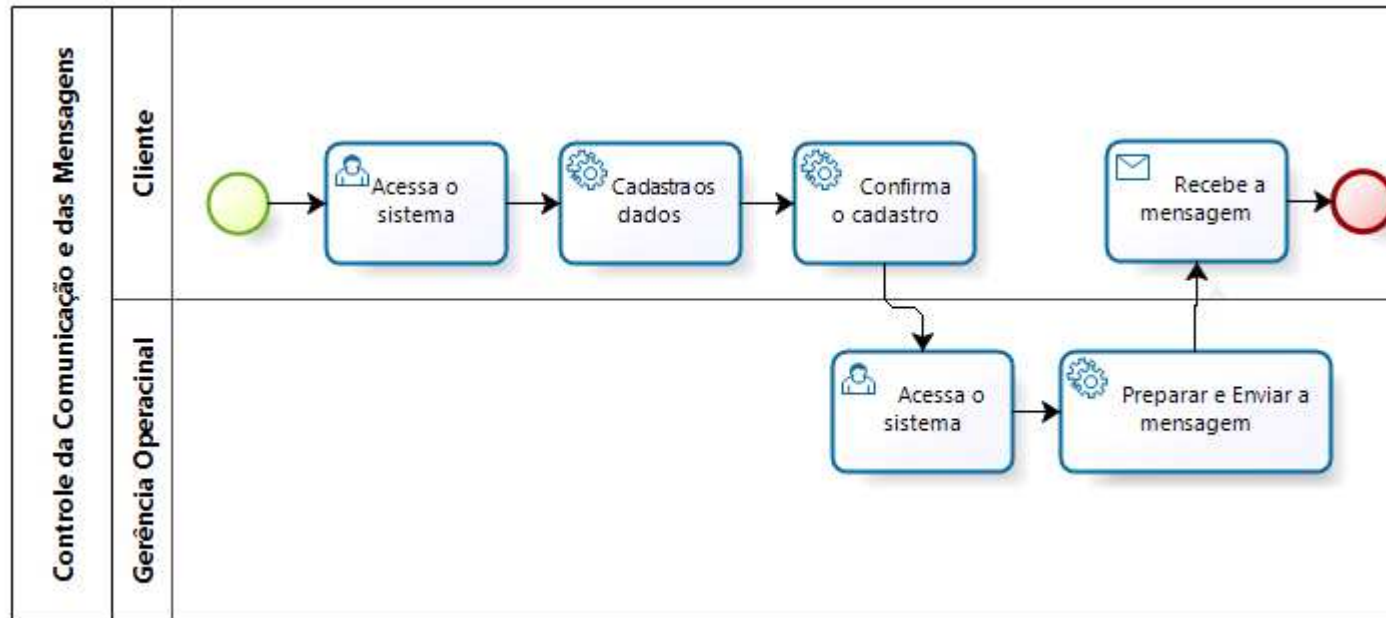 Controle da Comunicação e das Mensagens
Cliente
Acessa o
sistema
Cadastra os
dados
Confirma
o cadastro
Recebe a
mensagem
Gerência Operacinal
Acessa o
sistema
Preparar e Enviar a
mensagem